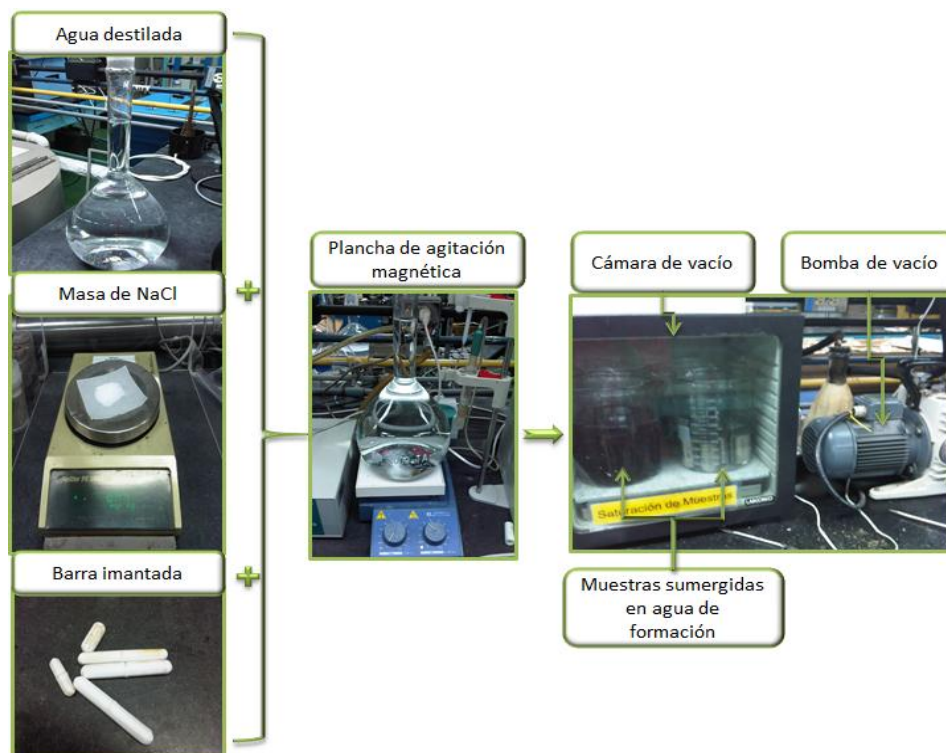 Agua destilada
Masa de NaCl
Barra imantada
Plancha de agitación
magnética
Cámara de vacío
Bomba de vacío
Saturación de Muestras
LABCONCO
Muestras sumergidas
en agua de
formación